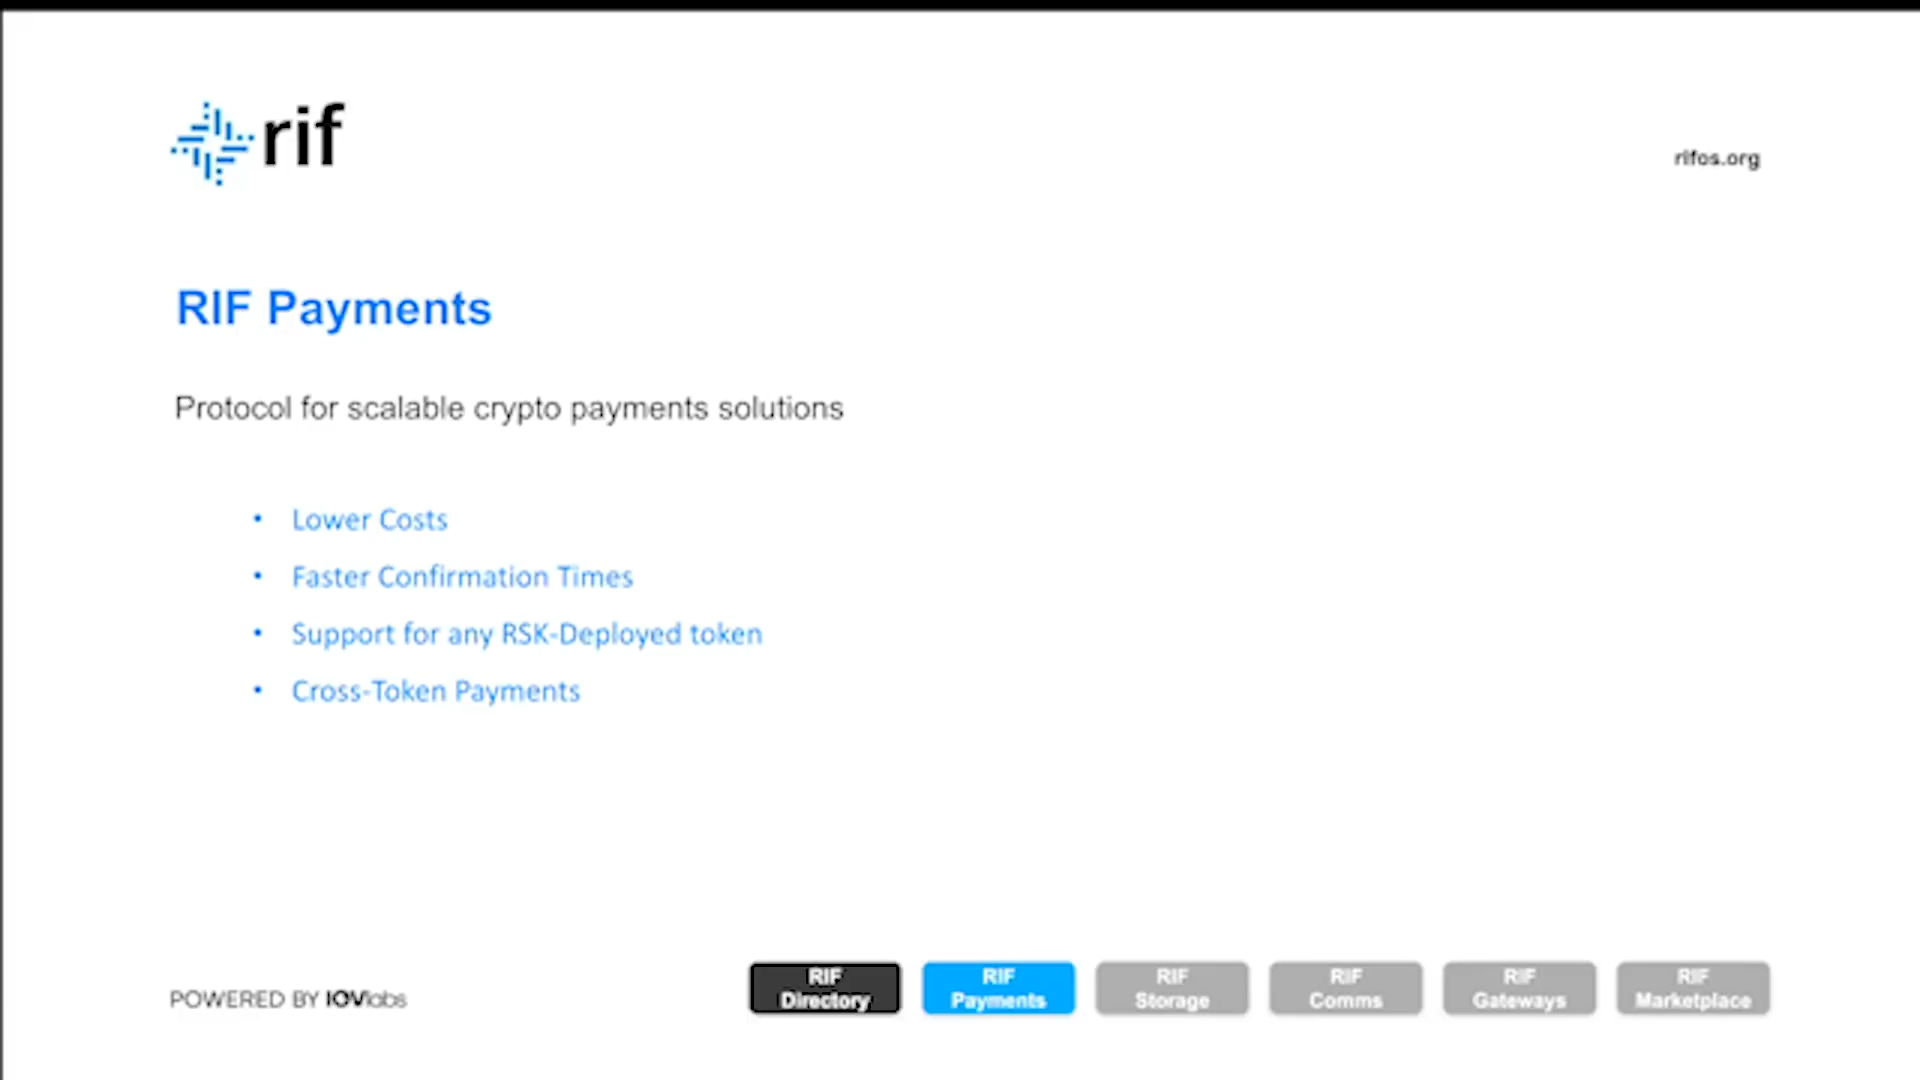 rif
rifos.org
RIF Payments
Protocol for scalable crypto payments solutions
• Lower Costs
• Faster Confirmation Times
• Support for any RSK-Deployed token
• Cross-Token Payments
POWERED BY IOVlabs
RIF
Directory
RIF
Payments
RIF
Storage
RIF
Comms
RIF
Gateways
RIF
Marketplace